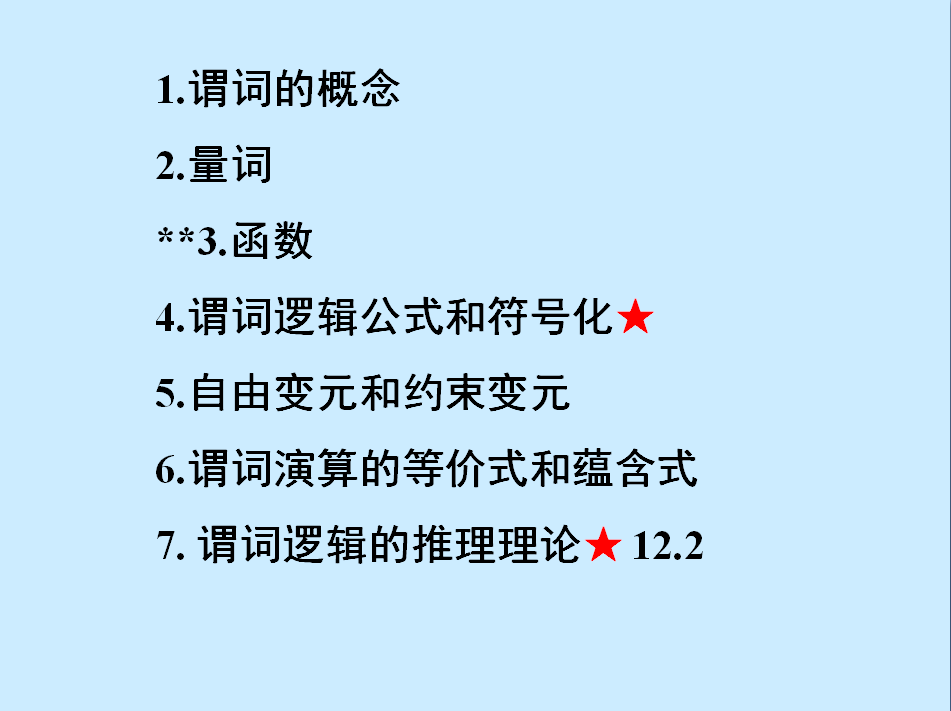 1.谓词的概念
2.量词
**3.函数
4.谓词逻辑公式和符号化★
5.自由变元和约束变元
6.谓词演算的等价式和蕴含式
7. 谓词逻辑的推理理论★ 12.2